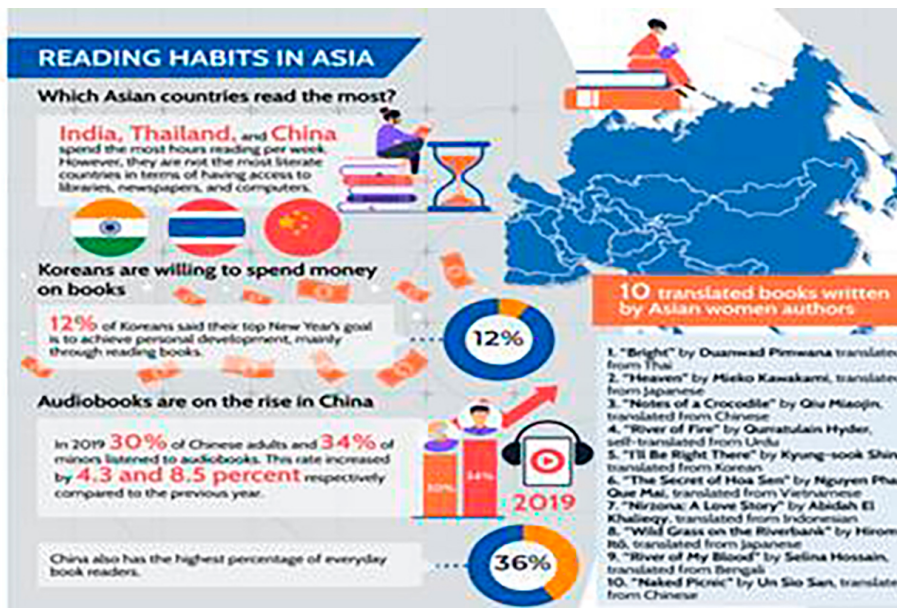 READING HABITS IN ASIA
Which Asian countries read the most?
India, Thailand, and China
spend the most hours reading per week.
However, they are not the most literate
countries in terms of having access to
libraries, newspapers, and computers.
Koreans are willing to spend money
on books
12% of Koreans said their top New Year's goal
is to achieve personal development, mainly
through reading books.
12%
Audiobooks are on the rise in China
In 2019 30% of Chinese adults and 34% of
minors listened to audiobooks. This rate increased
by 4.3 and 8.5 percent respectively
compared to the previous year.
30%
34%
2019
China also has the highest percentage of everyday
book readers.
36%
10 translated books written
by Asian women authors
1. "Bright" by Duanwad Pimwana translated
from Thai
2. "Heaven" by Mieko Kawakami, translated
from Japanese
3. "Notes of a Crocodile" by Qiu Miaojin,
translated from Chinese
4. "River of Fire" by Qurratulain Hyder,
self-translated from Urdu
5. "I'll Be Right There" by Kyung-sook Shin
translated from Korean
6. "The Secret of Hoa Sen" by Nguyen Pha
Que Mai, translated from Vietnamese
7. "Nirzona: A Love Story" by Abidah El
Khalieqy, translated from Indonesian
8. "Wild Grass on the Riverbank" by Hirom
Itō, translated from Japanese
9. "River of My Blood" by Selina Hossain,
translated from Bengali
10. "Naked Picnic" by Un Sio San, translate
from Chinese